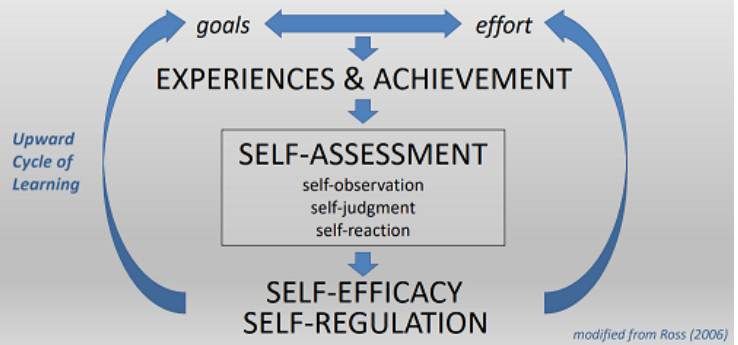 goals effort
EXPERIENCES & ACHIEVEMENT
Upward
Cycle of
Learning
SELF-ASSESSMENT
self-observation
self-judgment
self-reaction
SELF-EFFICACY
SELF-REGULATION
modified from Ross (2006)